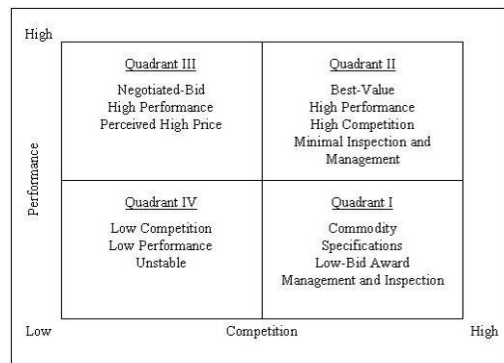 High
Quadrant III
Negotiated-Bid
High Performance
Perceived High Price
Quadrant II
Best-Value
High Performance
High Competition
Minimal Inspection and
Management
Performance
Quadrant IV
Low Competition
Low Performance
Unstable
Quadrant I
Commodity
Specifications
Low-Bid Award
Management and Inspection
Low
Competition
High